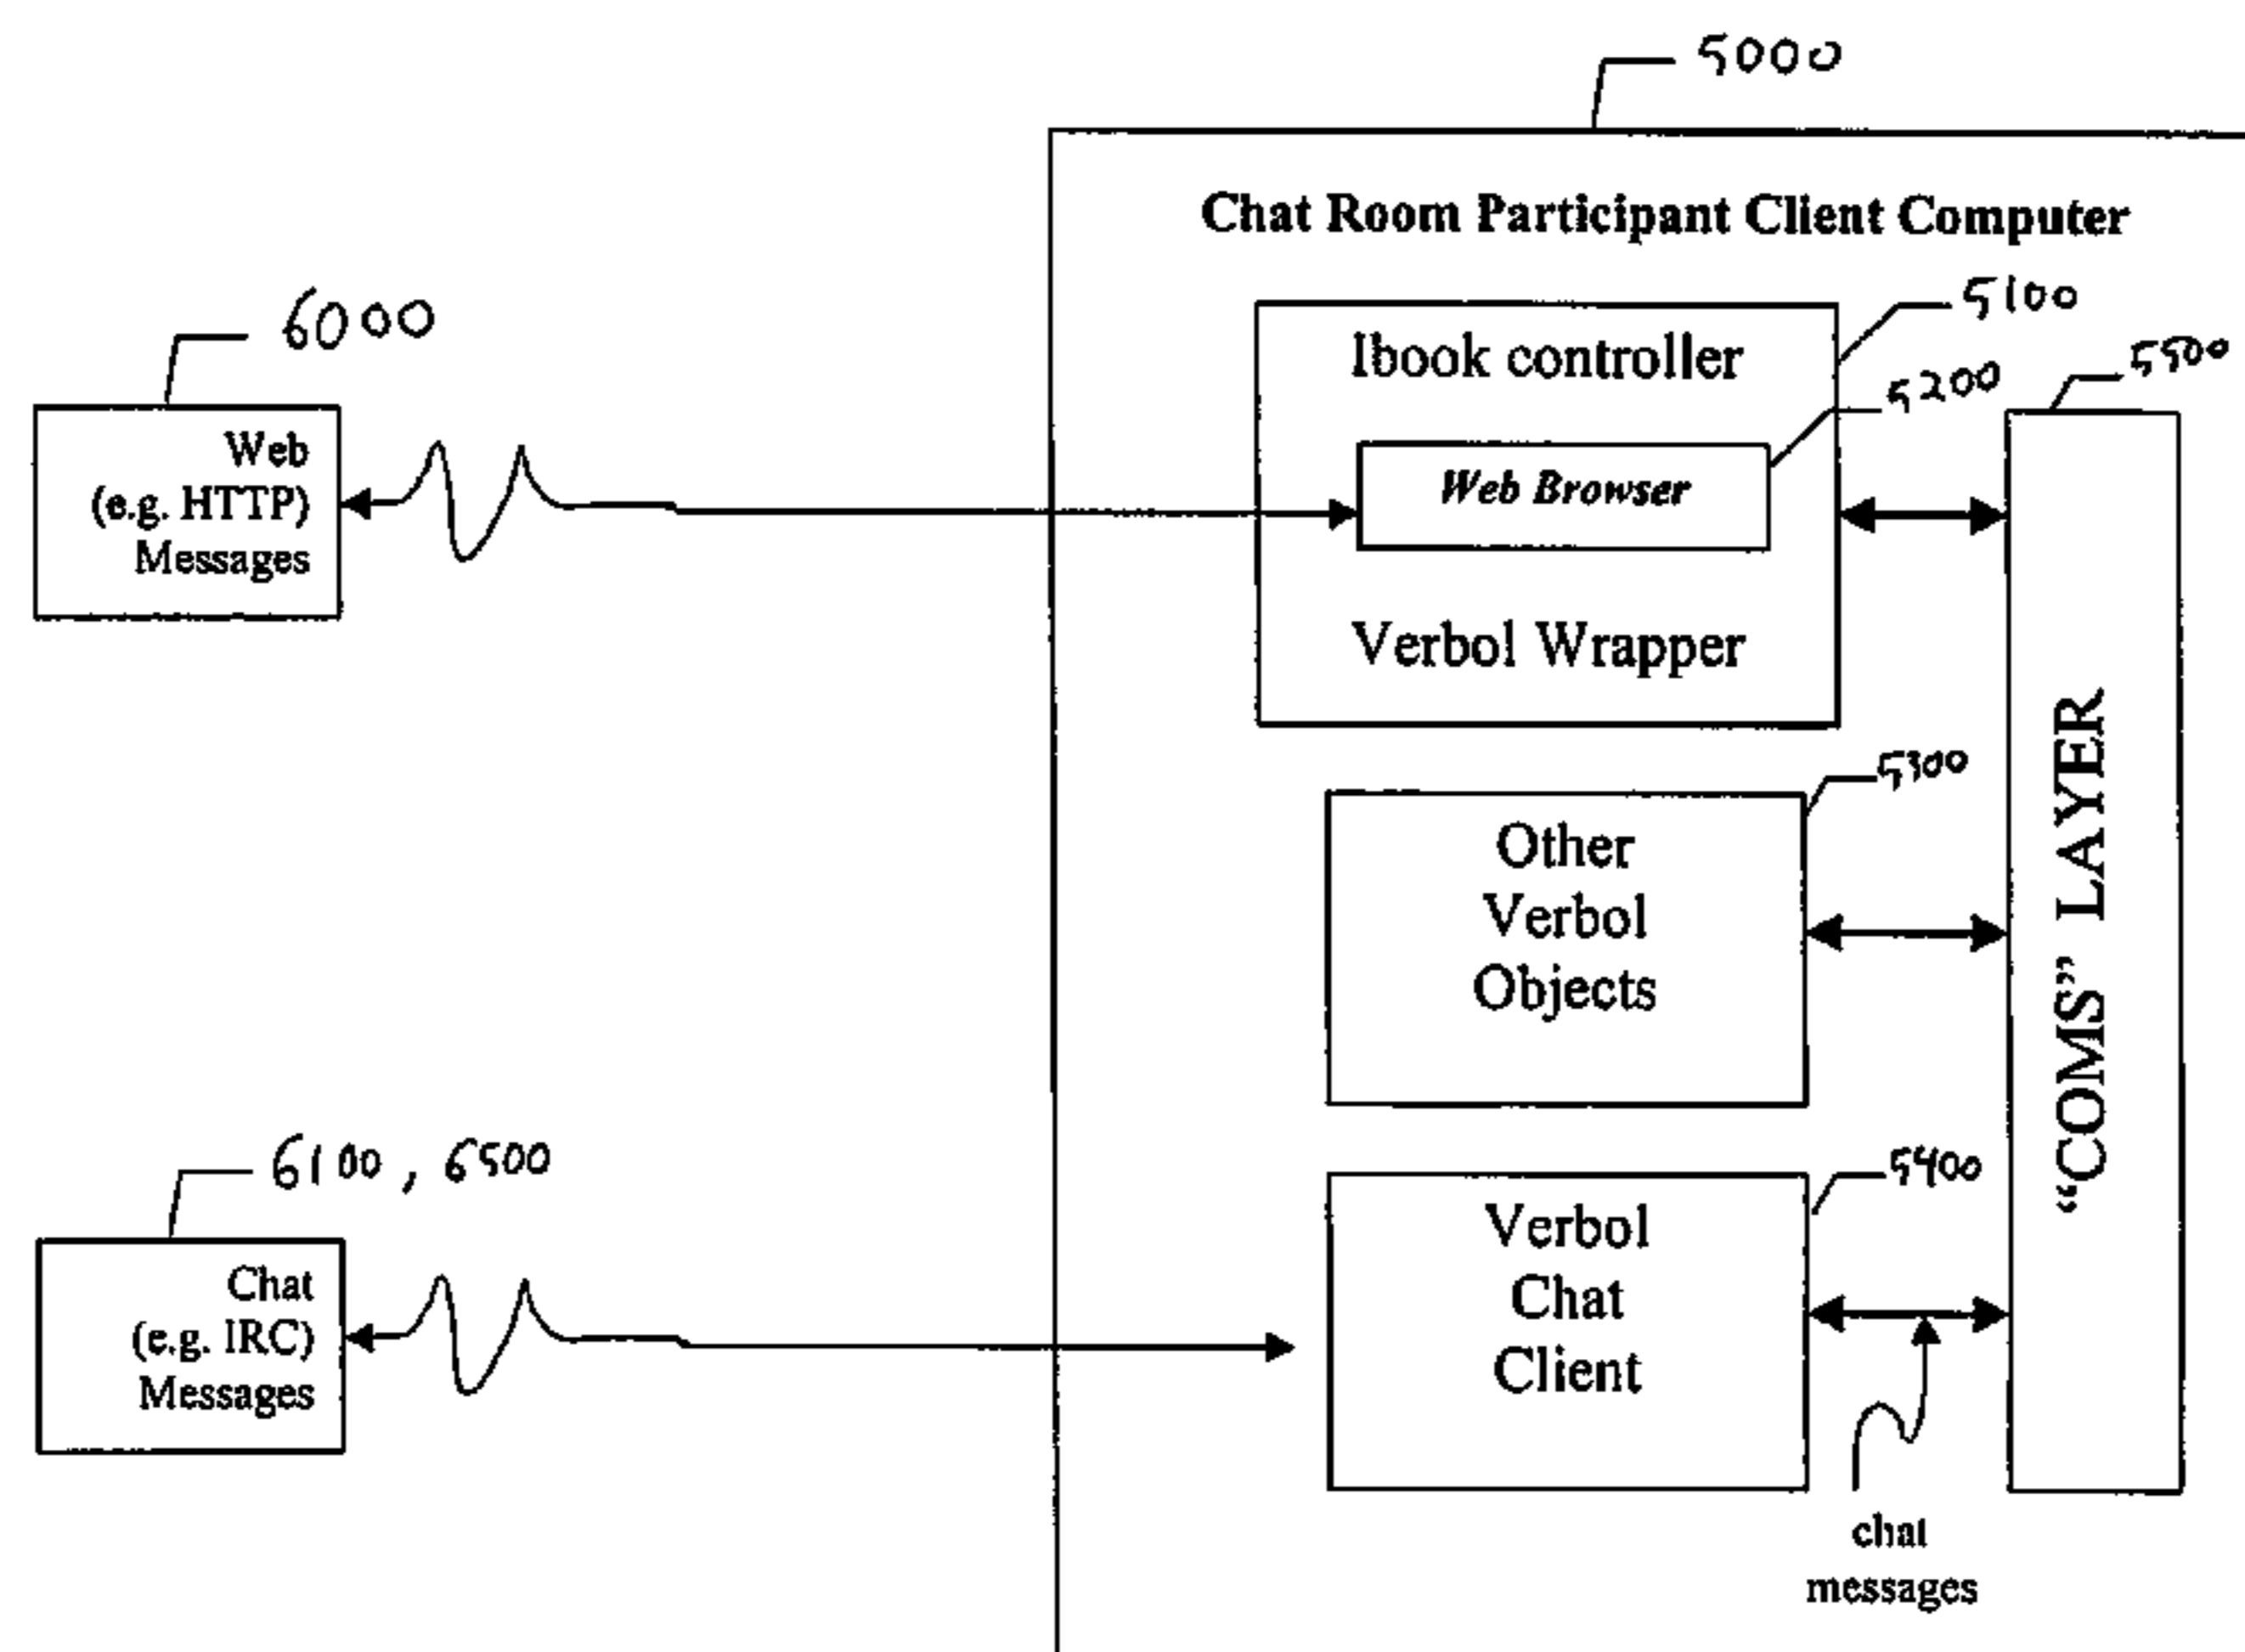 5000
Chat Room Participant Client Computer
5100
6000
Ibook controller
5500
5200
Web
(e.g. HTTP)
Messages
Web Browser
Verbol Wrapper
5300
Other
Verbol
Objects
"COMS" LAYER
6100, 6500
5400
Chat
(e.g. IRC)
Messages
Verbol
Chat
Client
chat
messages